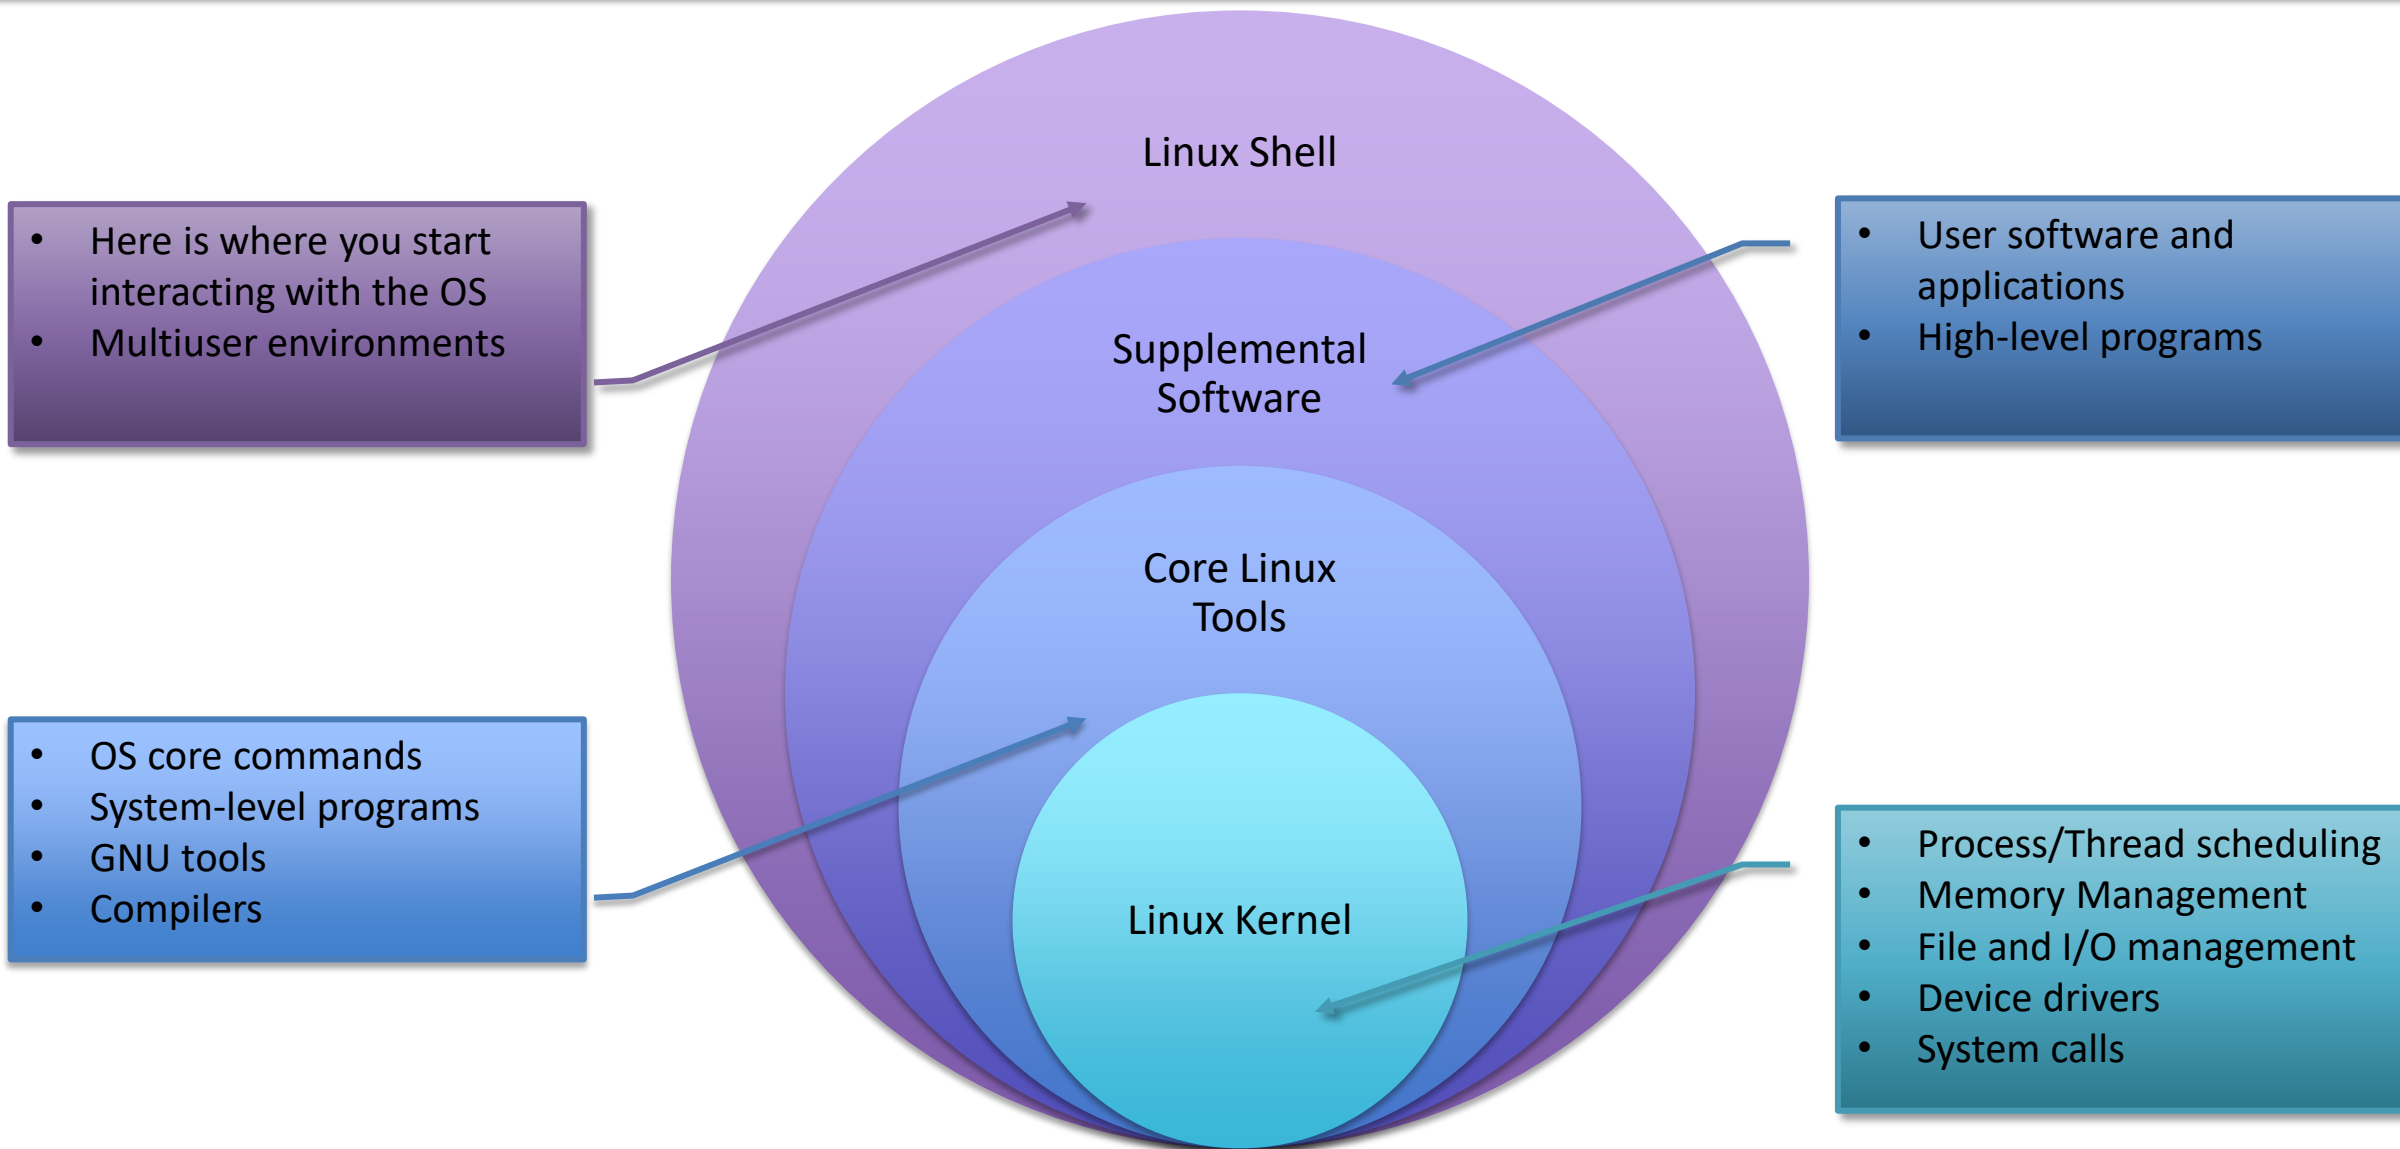 Linux Shell
• Here is where you start
interacting with the OS
• Multiuser environments
• User software and
applications
• High-level programs
Supplemental
Software
Core Linux
Tools
• OS core commands
• System-level programs
• GNU tools
• Compilers
Linux Kernel
• Process/Thread scheduling
• Memory Management
• File and I/O management
• Device drivers
• System calls